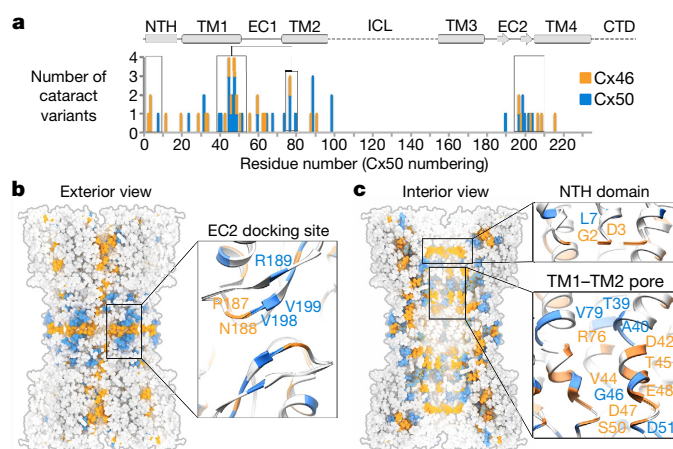 a
NTH TM1 EC1 TM2 ICL TM3 EC2 TM4 CTD
Number of
cataract
variants
4
3
2
1
0
Cx46
Cx50
0 20 40 60 80 100 120 140 160 180 200 220
Residue number (Cx50 numbering)
b Exterior view
EC2 docking site
R189
P187
N188
V199
V198
c Interior view
NTH domain
L7
D3
G2
TM1–TM2 pore
T39
V79
A40
R76
D42
T45
V44
G46
E48
D47
S50
D51